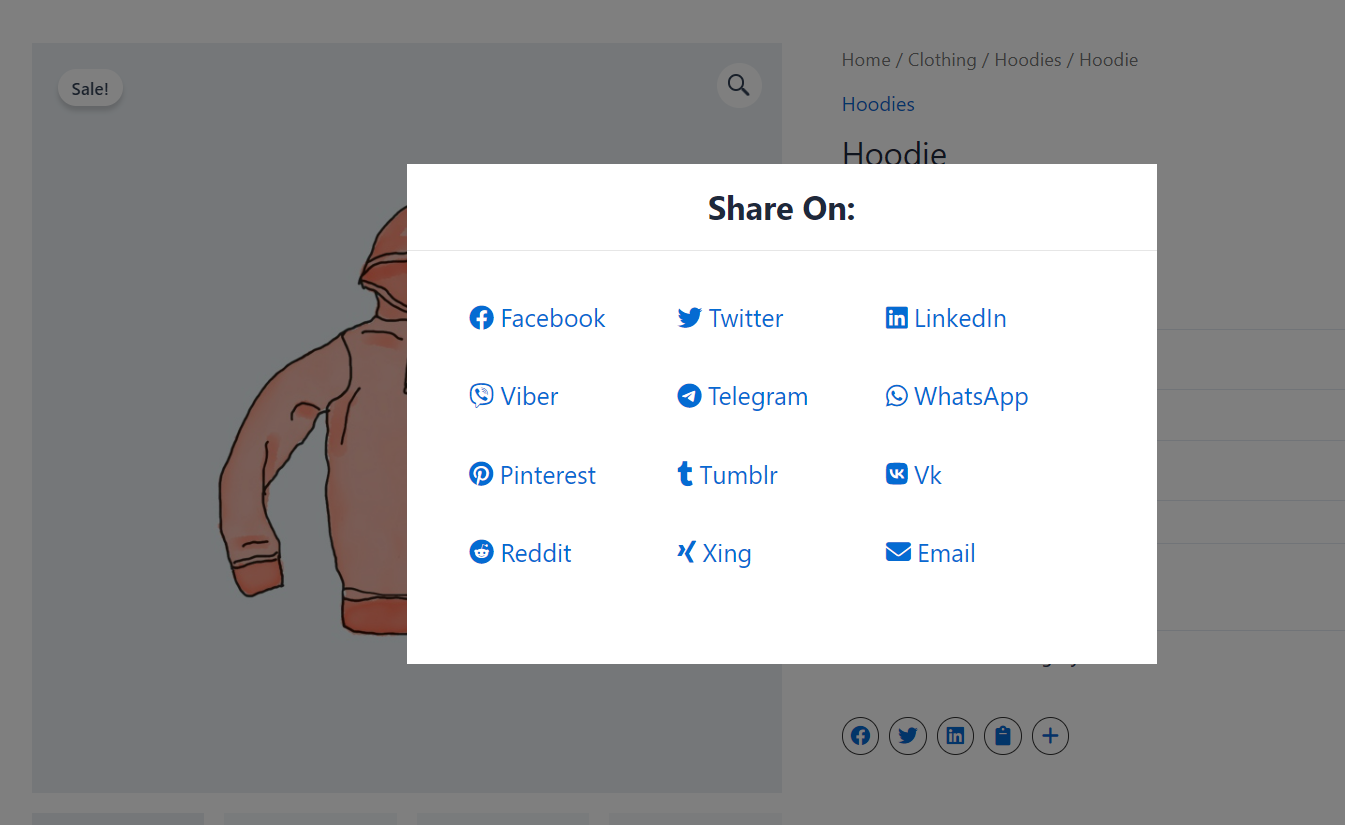 Sale!
Home / Clothing / Hoodies / Hoodie
Hoodies
Hoodie
Share On:
Facebook Twitter LinkedIn
Viber Telegram WhatsApp
Pinterest Tumblr Vk
Reddit Xing Email